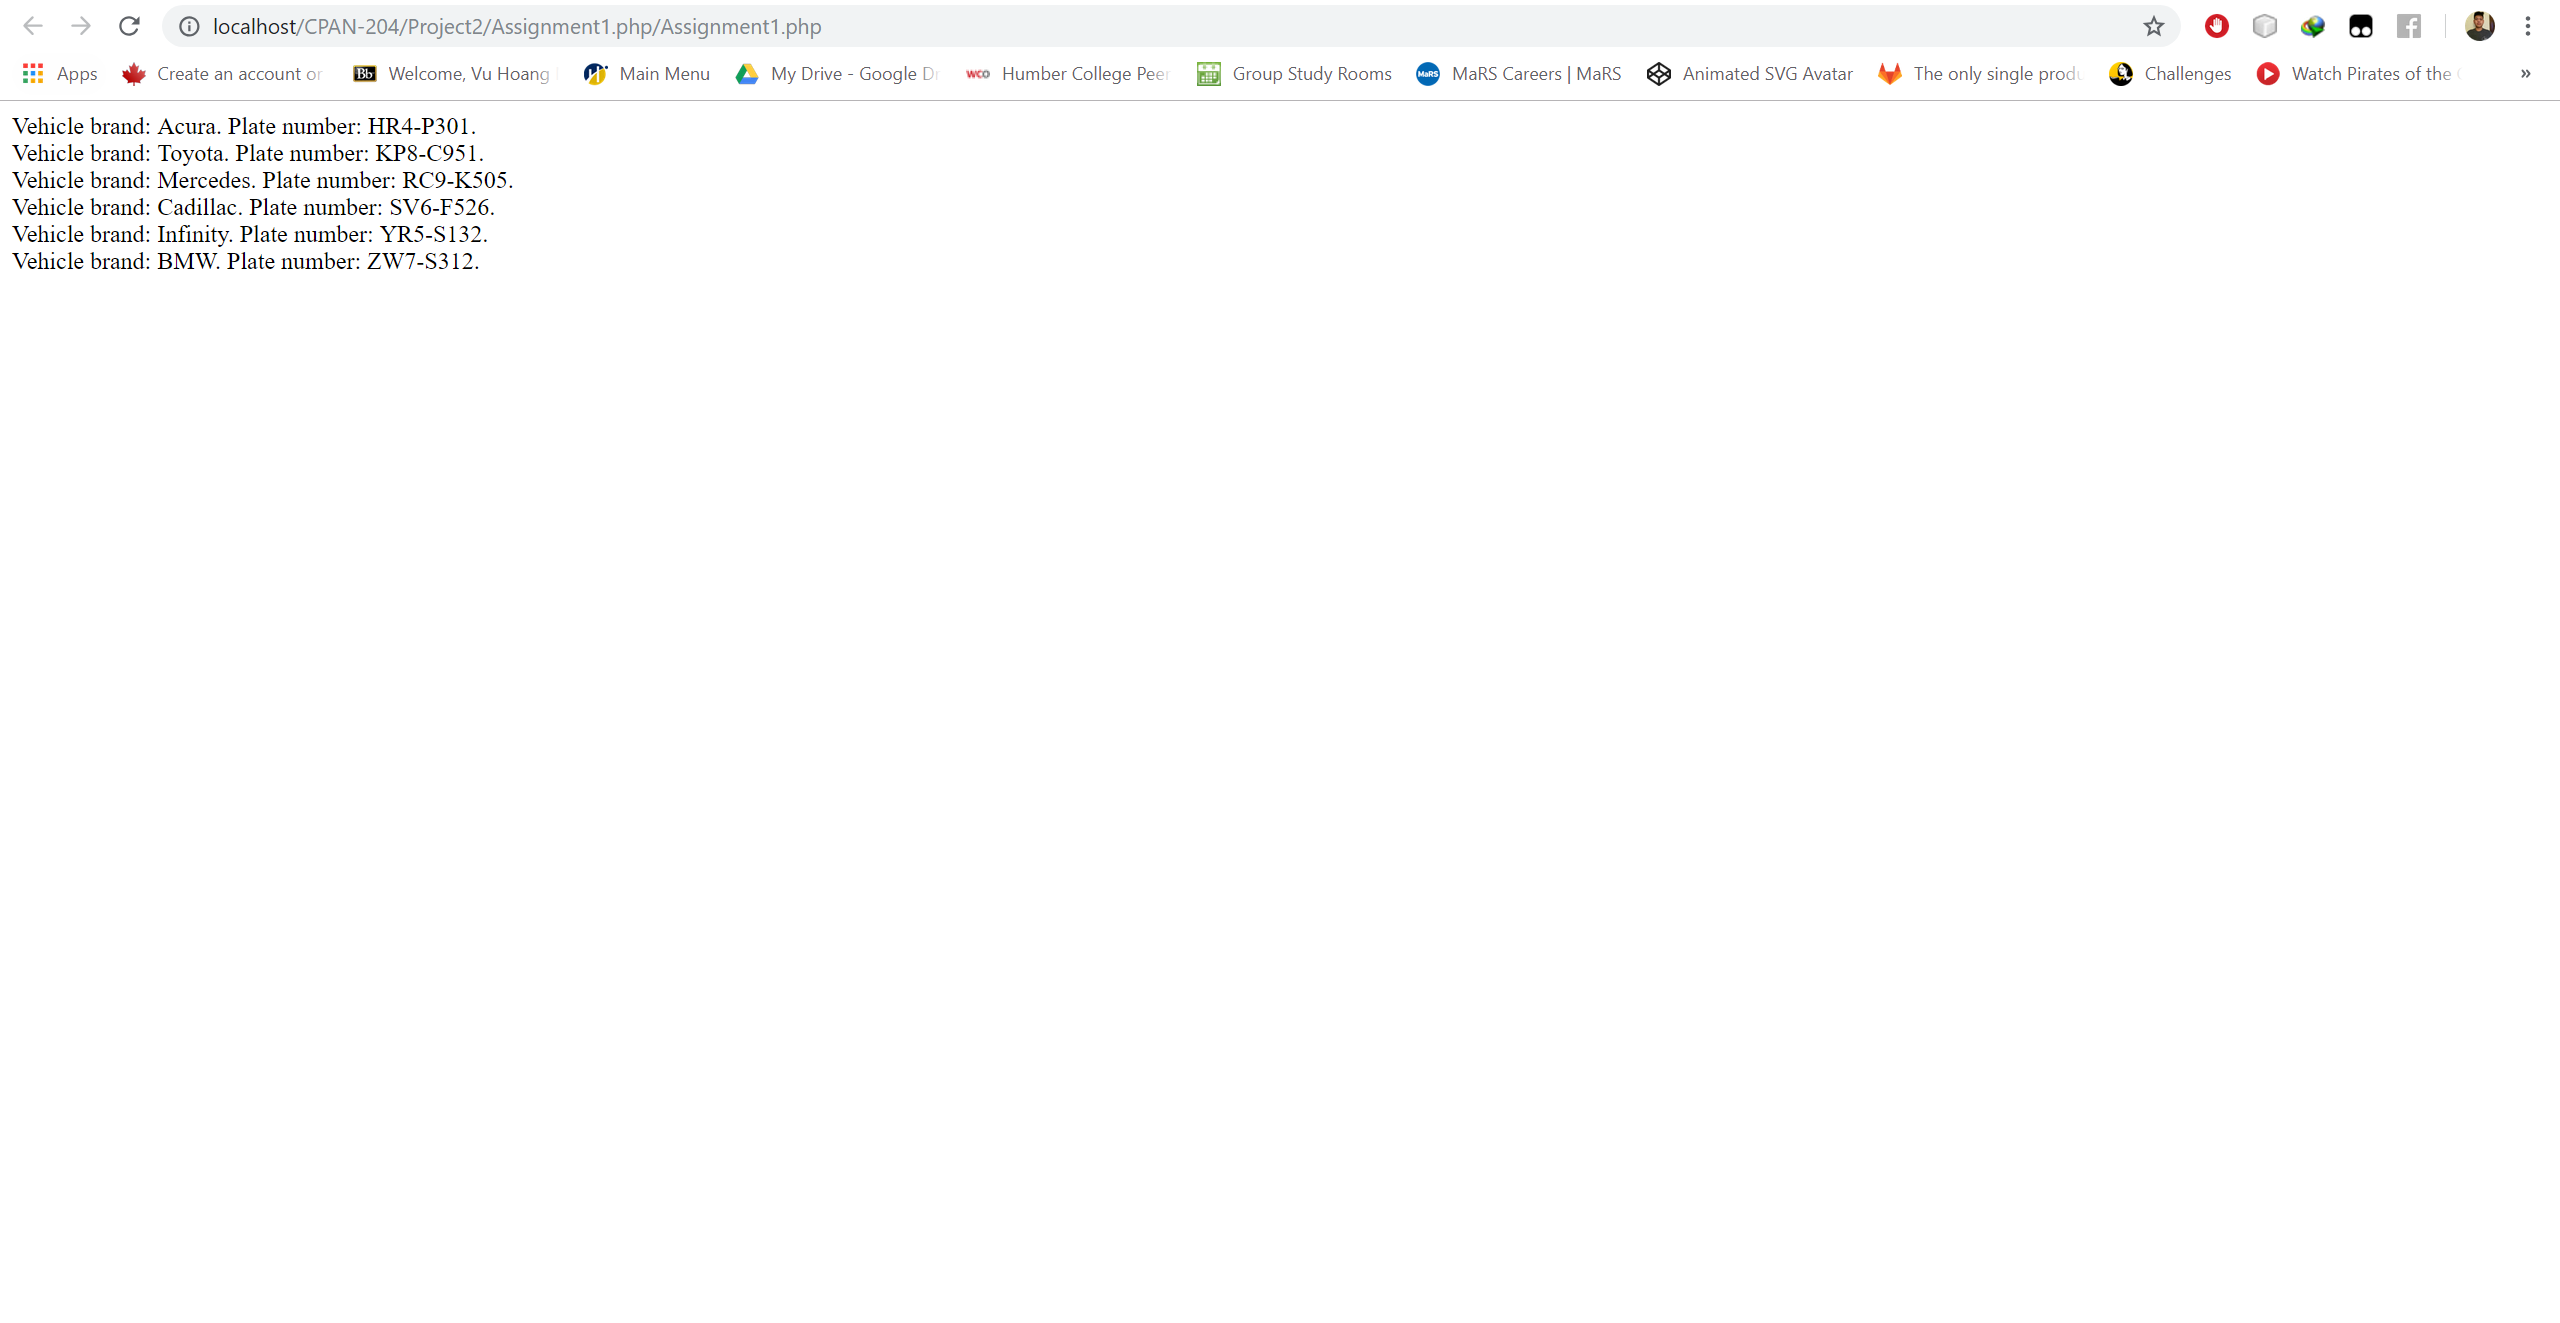 localhost/CPAN-204/Project2/Assignment1.php/Assignment1.php
Apps Create an account or Bb Welcome, Vu Hoang Main Menu My Drive - Google Dr WCO Humber College Peer Group Study Rooms MaRS MaRS Careers | MaRS Animated SVG Avatar The only single produ Challenges Watch Pirates of the »
Vehicle brand: Acura. Plate number: HR4-P301.
Vehicle brand: Toyota. Plate number: KP8-C951.
Vehicle brand: Mercedes. Plate number: RC9-K505.
Vehicle brand: Cadillac. Plate number: SV6-F526.
Vehicle brand: Infinity. Plate number: YR5-S132.
Vehicle brand: BMW. Plate number: ZW7-S312.